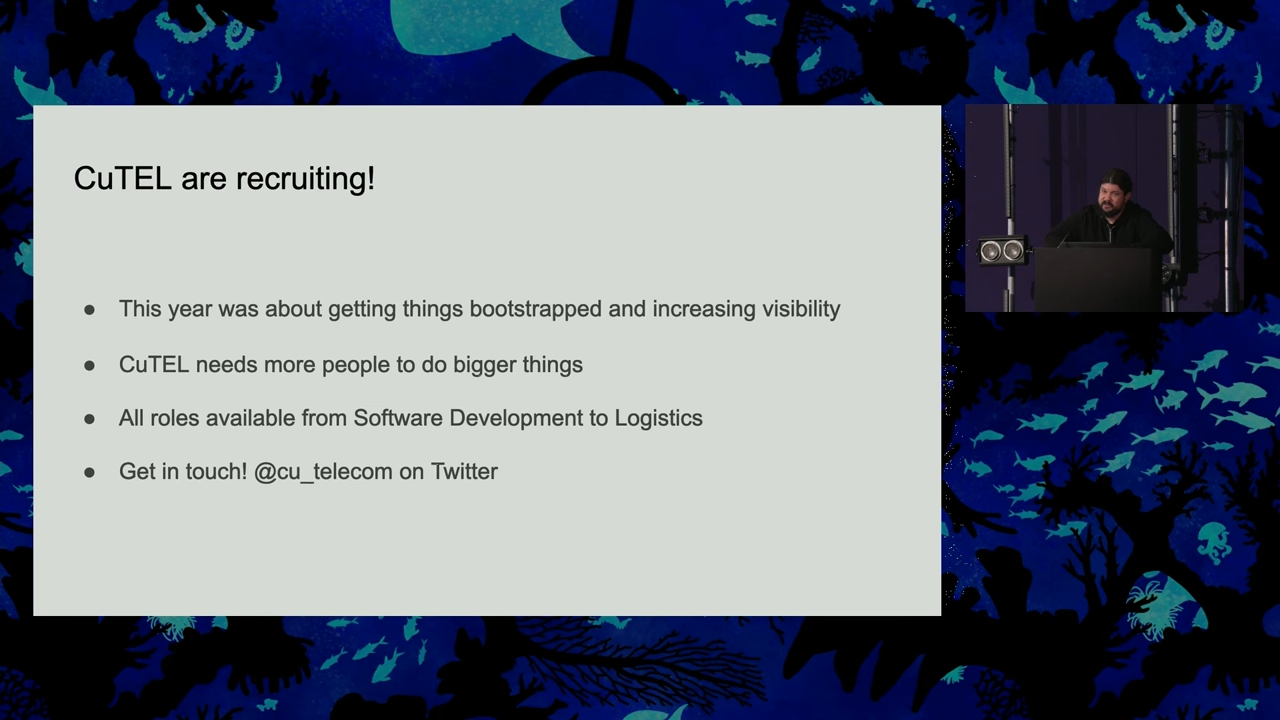 CuTEL are recruiting!
● This year was about getting things bootstrapped and increasing visibility
● CuTEL needs more people to do bigger things
● All roles available from Software Development to Logistics
● Get in touch! @cu_telecom on Twitter